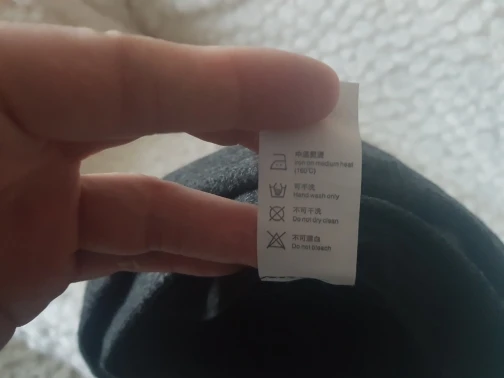 中温熨烫
Iron on medium heat
(150℃)
可手洗
Hand wash only
不可干洗
Do not dry clean
不可漂白
Do not bleach